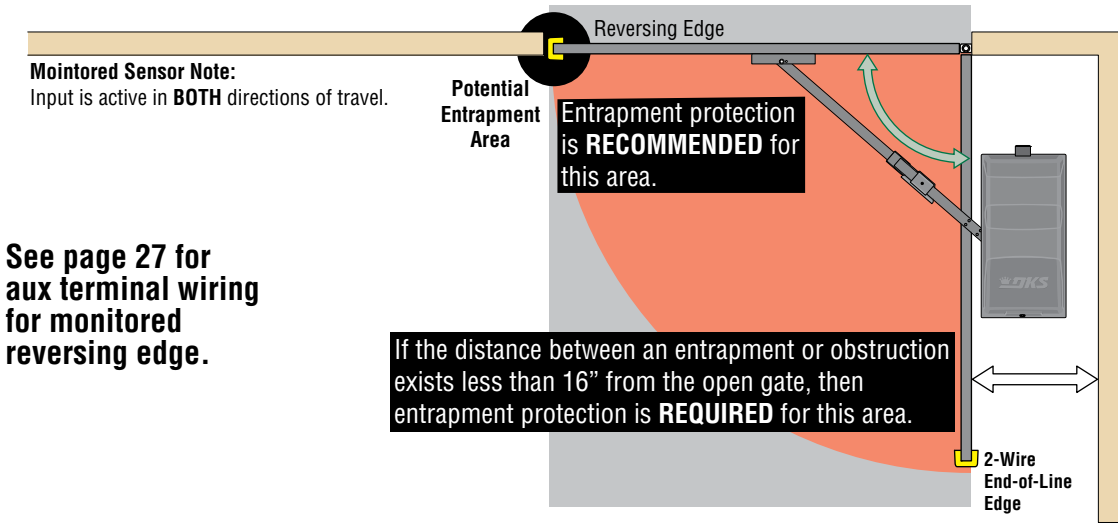 Reversing Edge
Mointored Sensor Note:
Input is active in BOTH directions of travel.
Potential
Entrapment
Area
Entrapment protection
is RECOMMENDED for
this area.
See page 27 for
aux terminal wiring
for monitored
reversing edge.
DKS
If the distance between an entrapment or obstruction
exists less than 16” from the open gate, then
entrapment protection is REQUIRED for this area.
2-Wire
End-of-Line
Edge